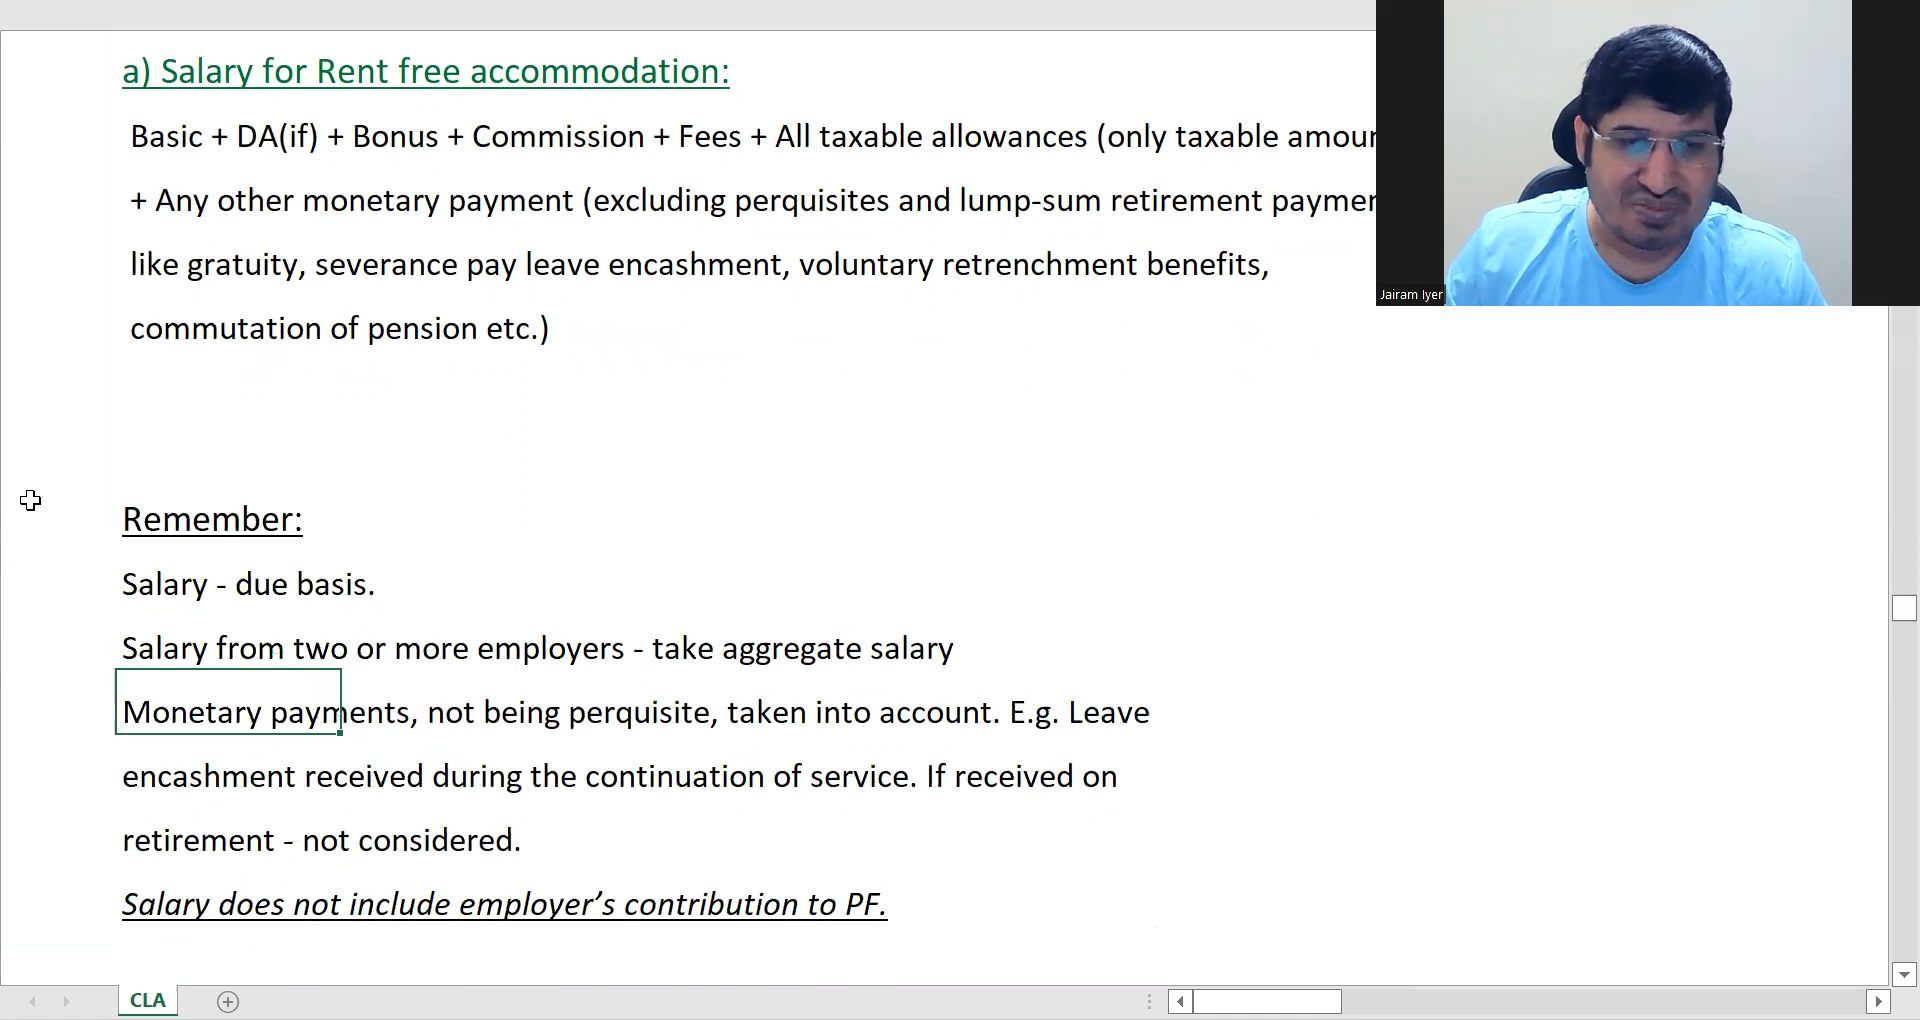 a) Salary for Rent free accommodation:
Basic + DA(if) + Bonus + Commission + Fees + All taxable allowances (only taxable
+ Any other monetary payment (excluding perquisites and lump-sum retirement
like gratuity, severance pay leave encashment, voluntary retrenchment benefits,
commutation of pension etc.)
Jairam Iyer
Remember:
Salary - due basis.
Salary from two or more employers - take aggregate salary
Monetary payments, not being perquisite, taken into account. E.g. Leave
encashment received during the continuation of service. If received on
retirement - not considered.
Salary does not include employer’s contribution to PF.
CLA